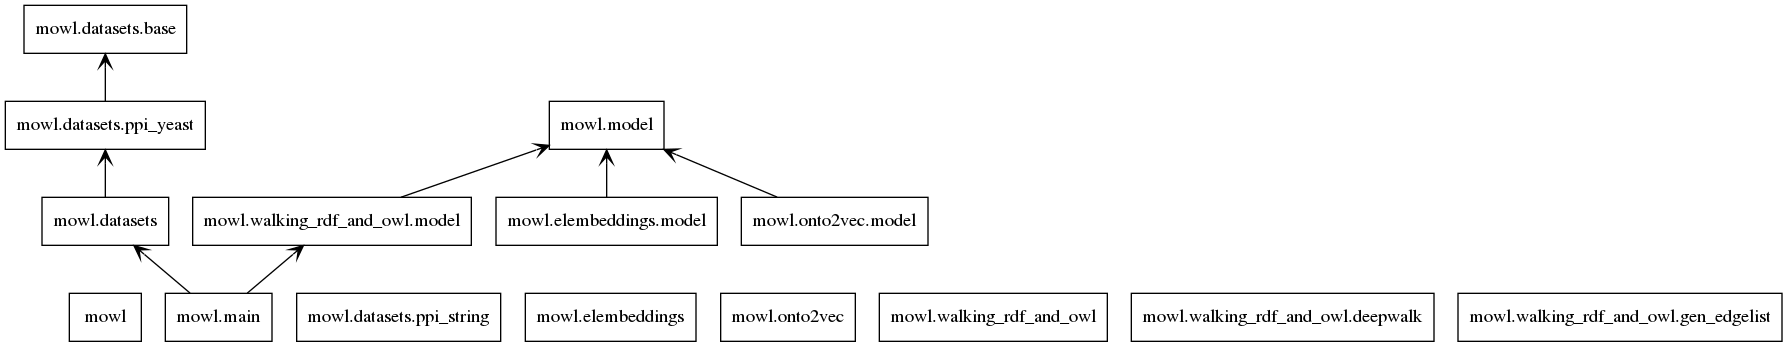 mowl.datasets.base
mowl.datasets.ppi_yeast
mowl.model
mowl.datasets
mowl.walking_rdf_and_owl.model
mowl.elembeddings.model
mowl.onto2vec.model
mowl
mowl.main
mowl.datasets.ppi_string
mowl.elembeddings
mowl.onto2vec
mowl.walking_rdf_and_owl
mowl.walking_rdf_and_owl.deepwalk
mowl.walking_rdf_and_owl.gen_edgelist